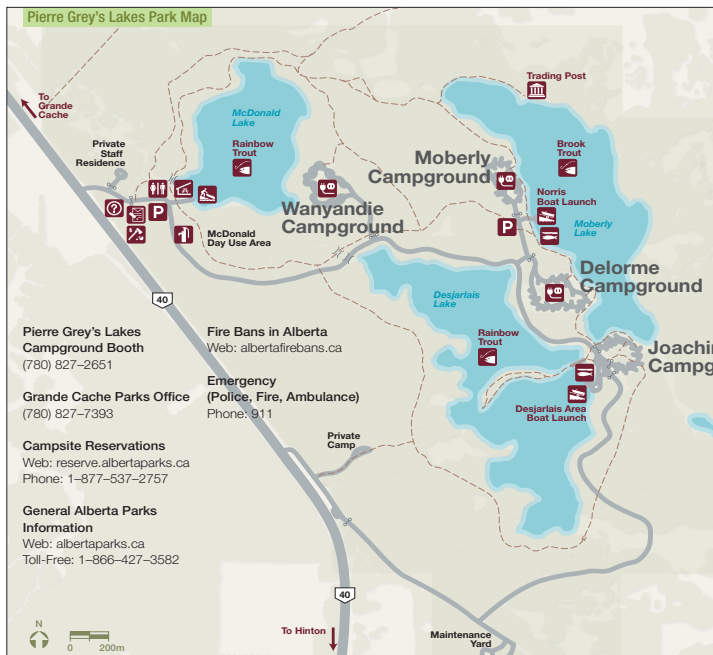 Pierre Grey's Lakes Park Map
To
Grande
Cache
Private
Staff
Residence
McDonald
Lake
Rainbow
Trout
Trading Post
Brook
Trout
Moberly
Campground
Norris
Boat Launch
Moberly
Lake
P
P
?
Wanyandie
Campground
McDonald
Day Use Area
Delorme
Campground
Desjarlais
Lake
Rainbow
Trout
Joachim
Campg
Desjarlais Area
Boat Launch
40
Pierre Grey's Lakes
Campground Booth
(780) 827–2651
Grande Cache Parks Office
(780) 827–7393
Campsite Reservations
Web: reserve.albertaparks.ca
Phone: 1–877–537–2757
General Alberta Parks
Information
Web: albertaparks.ca
Toll-Free: 1–866–427–3582
Fire Bans in Alberta
Web: albertafirebans.ca
Emergency
(Police, Fire, Ambulance)
Phone: 911
Private
Camp
40
To Hinton
Maintenance
Yard
N
0 200m